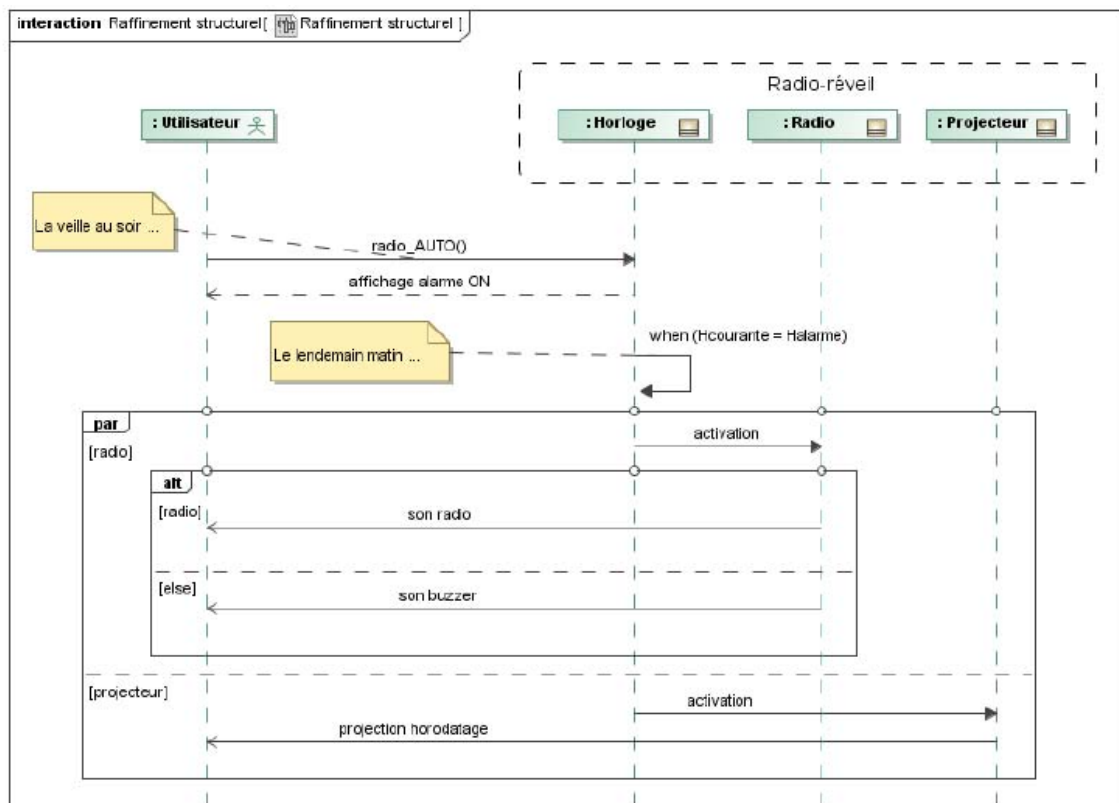 interaction Raffinement structurel[ Raffinement structurel ]
Radio-réveil
: Utilisateur
: Horloge
: Radio
: Projecteur
La veille au soir ...
radio_AUTO()
affichage alarme ON
when (Hcourante = Halarme)
Le lendemain matin ...
par
[radio]
activation
alt
[radio]
son radio
[else]
son buzzer
[projecteur]
activation
projection horodatage